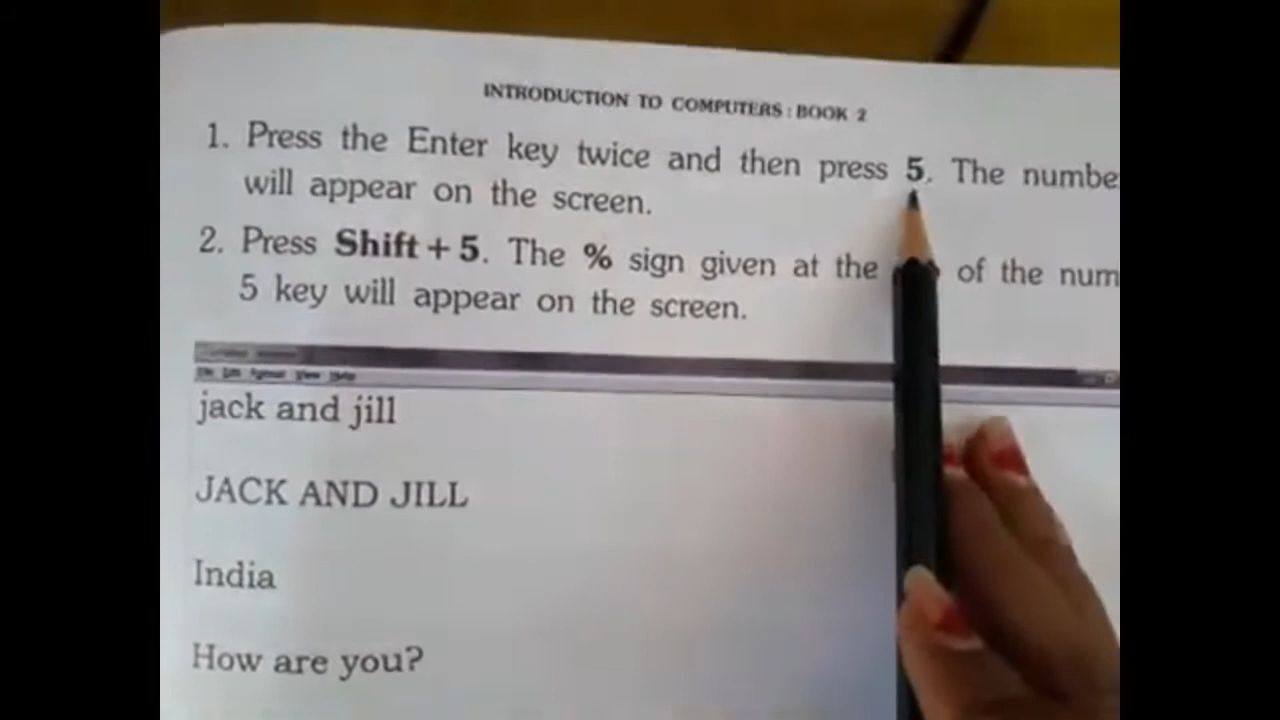 INTRODUCTION TO COMPUTERS : BOOK 2
1. Press the Enter key twice and then press 5. The numbe
will appear on the screen.
2. Press Shift + 5. The % sign given at the of the num
5 key will appear on the screen.
View Help
jack and jill
JACK AND JILL
India
How are you?